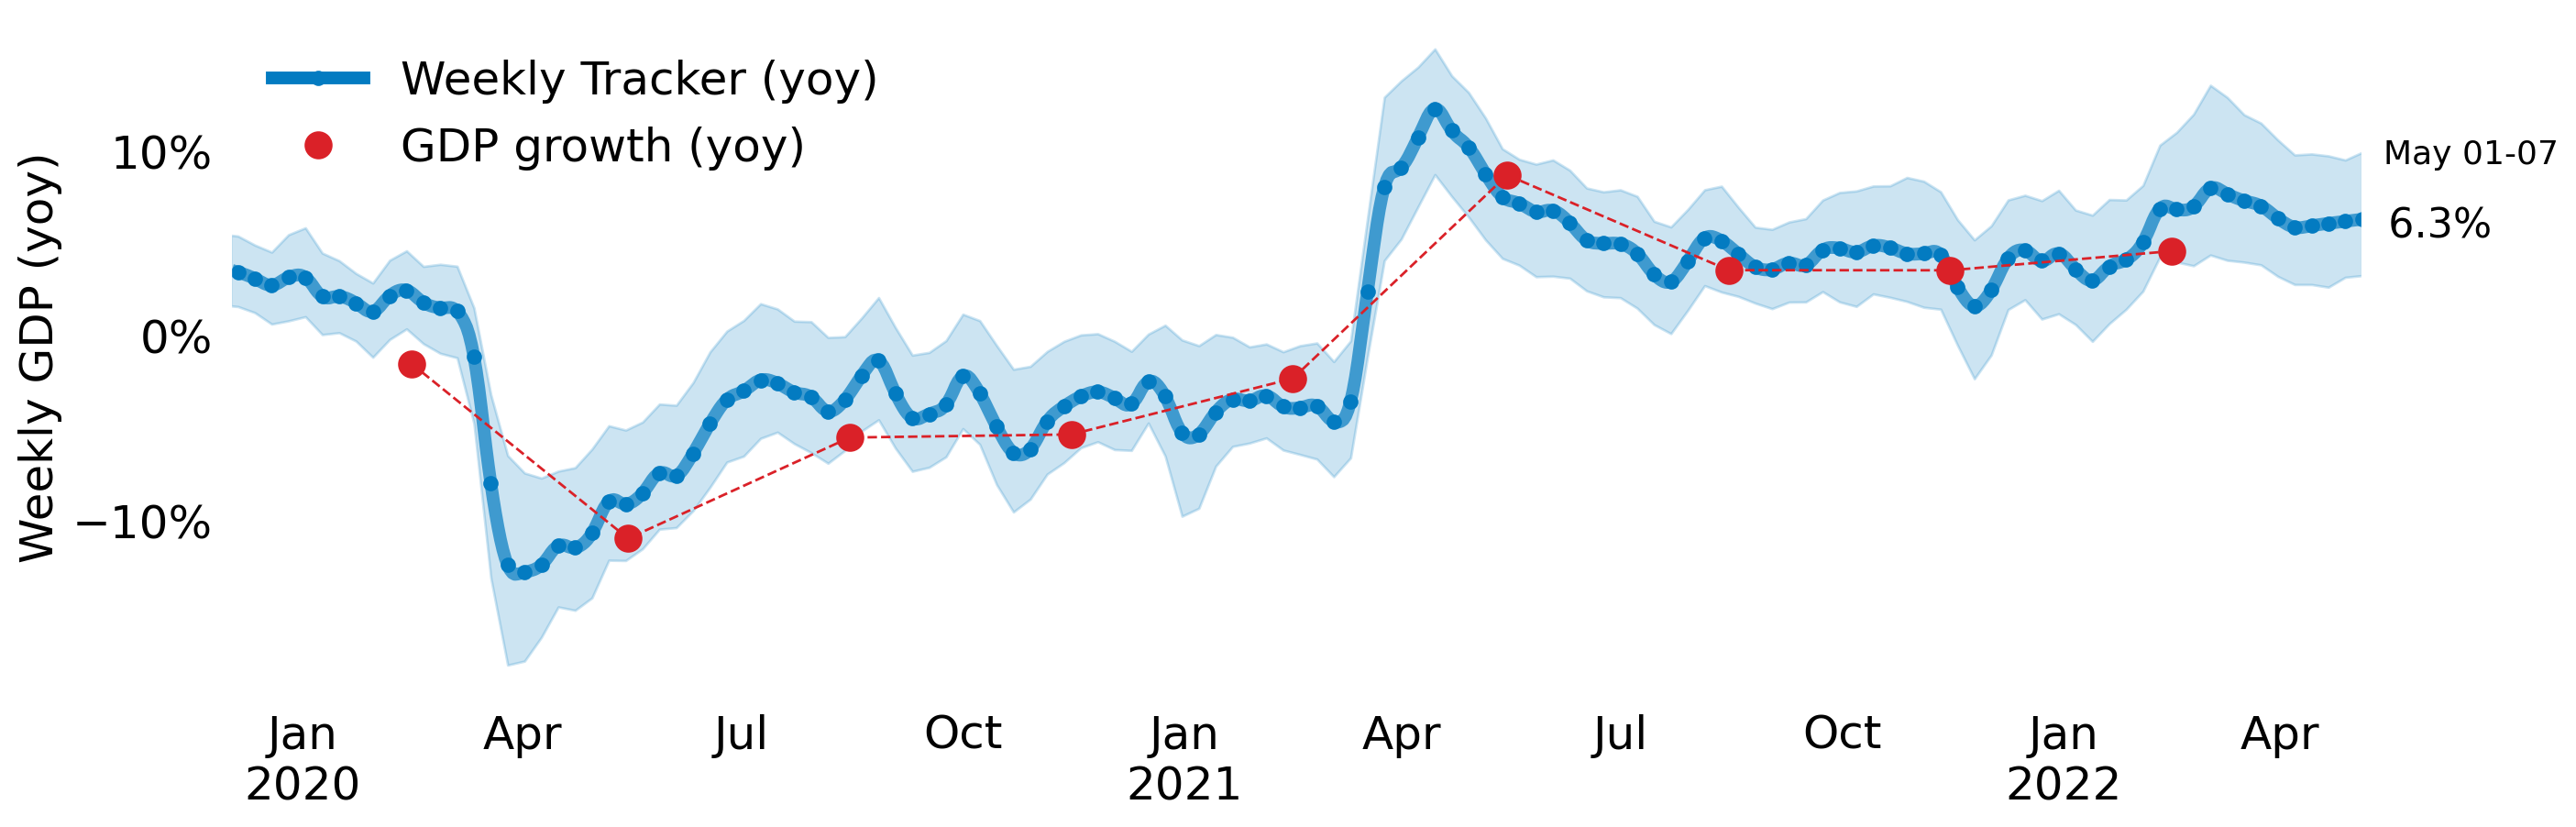 Weekly Tracker (yoy)
GDP growth (yoy)
Weekly GDP (yoy)
10%
0%
−10%
May 01-07
6.3%
Jan Apr Jul Oct Jan Apr Jul Oct Jan Apr
2020 2021 2022